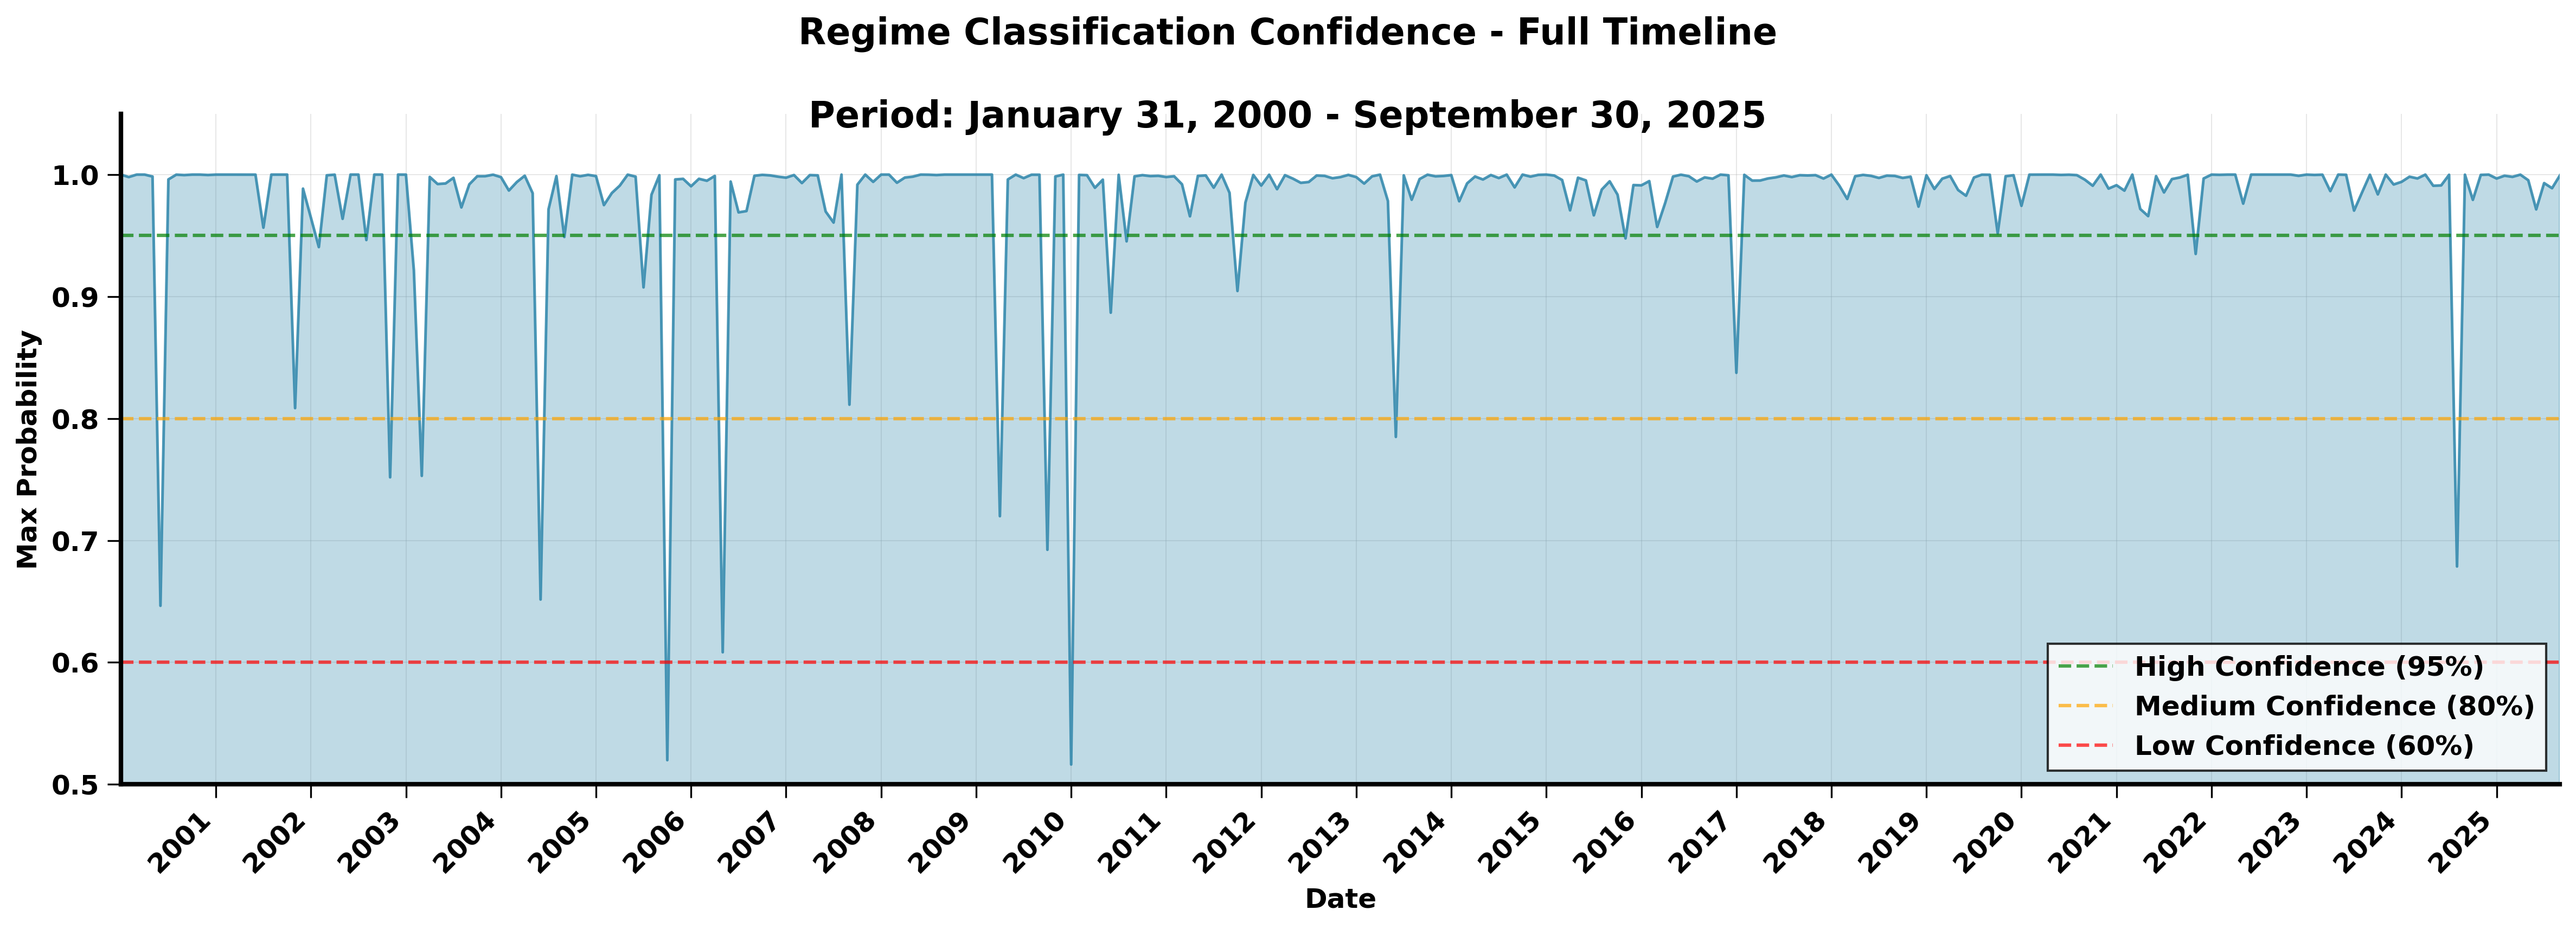 Regime Classification Confidence - Full Timeline
Period: January 31, 2000 - September 30, 2025
Max Probability
1.0
0.9
0.8
0.7
0.6
0.5
High Confidence (95%)
Medium Confidence (80%)
Low Confidence (60%)
2001 2002 2003 2004 2005 2006 2007 2008 2009 2010 2011 2012 2013 2014 2015 2016 2017 2018 2019 2020 2021 2022 2023 2024 2025
Date